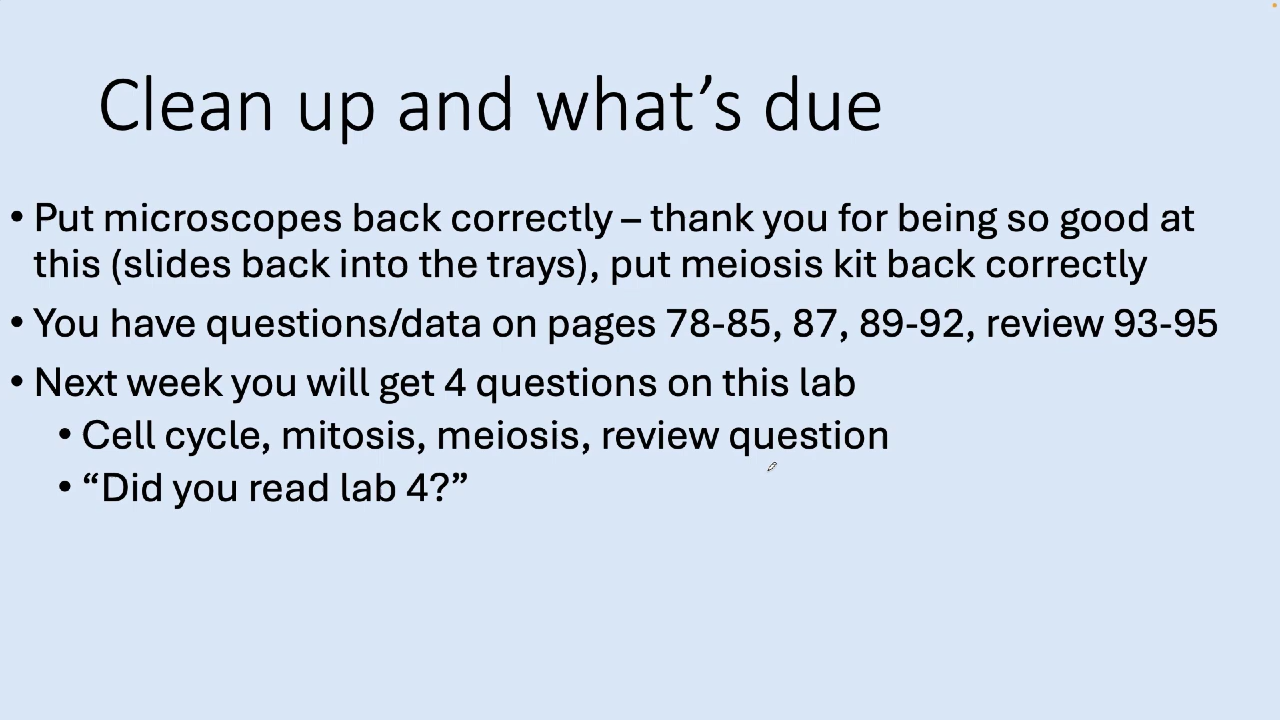 Clean up and what’s due
• Put microscopes back correctly – thank you for being so good at
this (slides back into the trays), put meiosis kit back correctly
• You have questions/data on pages 78-85, 87, 89-92, review 93-95
• Next week you will get 4 questions on this lab
• Cell cycle, mitosis, meiosis, review question
• “Did you read lab 4?”